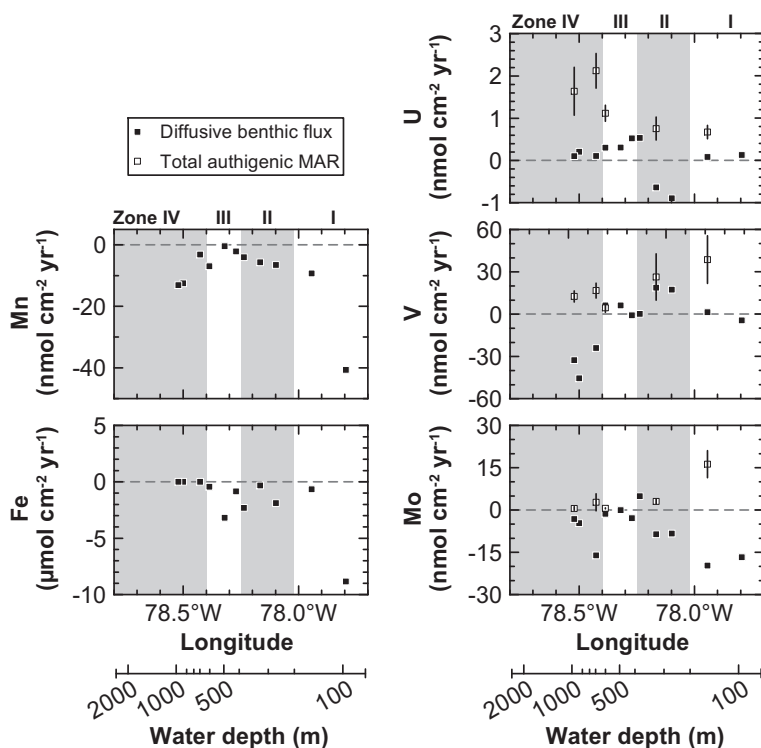 Diffusive benthic flux
Total authigenic MAR
Zone IV III II I
0
-20
-40
Mn
(nmol cm-2 yr-1)
5
0
-5
-10
Fe
(µmol cm-2 yr-1)
78.5°W 78.0°W
Longitude
2000 1000 500 100
Water depth (m)
Zone IV III II I
3
2
1
0
-1
U
(nmol cm-2 yr-1)
60
30
0
-30
-60
V
(nmol cm-2 yr-1)
30
15
0
-15
-30
Mo
(nmol cm-2 yr-1)
78.5°W 78.0°W
Longitude
2000 1000 500 100
Water depth (m)